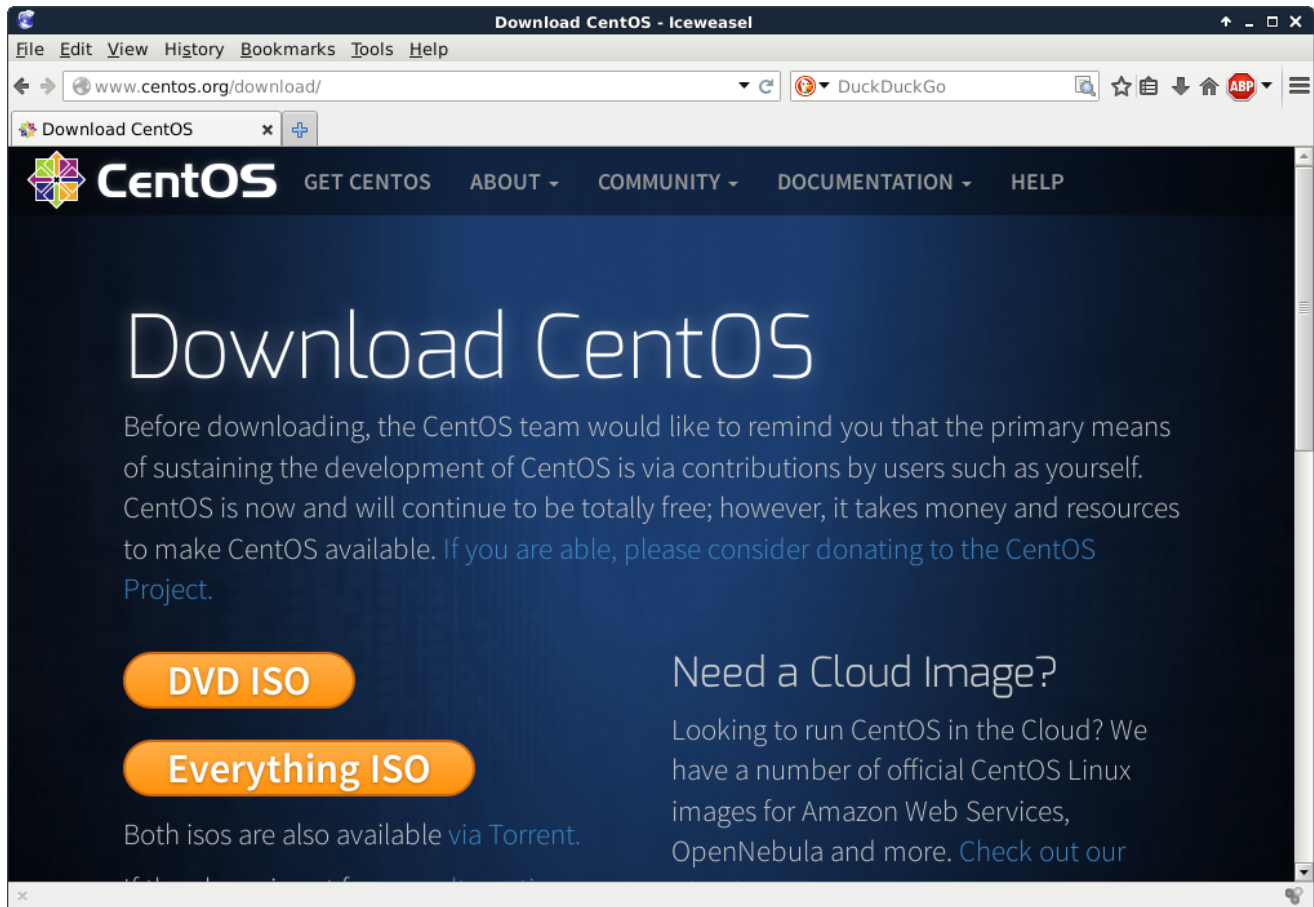 Download CentOS - Iceweasel
File Edit View History Bookmarks Tools Help
www.centos.org/download/
DuckDuckGo
ABP
Download CentOS
CentOS GET CENTOS ABOUT COMMUNITY DOCUMENTATION HELP
Download CentOS
Before downloading, the CentOS team would like to remind you that the primary means
of sustaining the development of CentOS is via contributions by users such as yourself.
CentOS is now and will continue to be totally free; however, it takes money and resources
to make CentOS available. If you are able, please consider donating to the CentOS
Project.
DVD ISO
Everything ISO
Both isos are also available via Torrent.
Need a Cloud Image?
Looking to run CentOS in the Cloud? We
have a number of official CentOS Linux
images for Amazon Web Services,
OpenNebula and more. Check out our